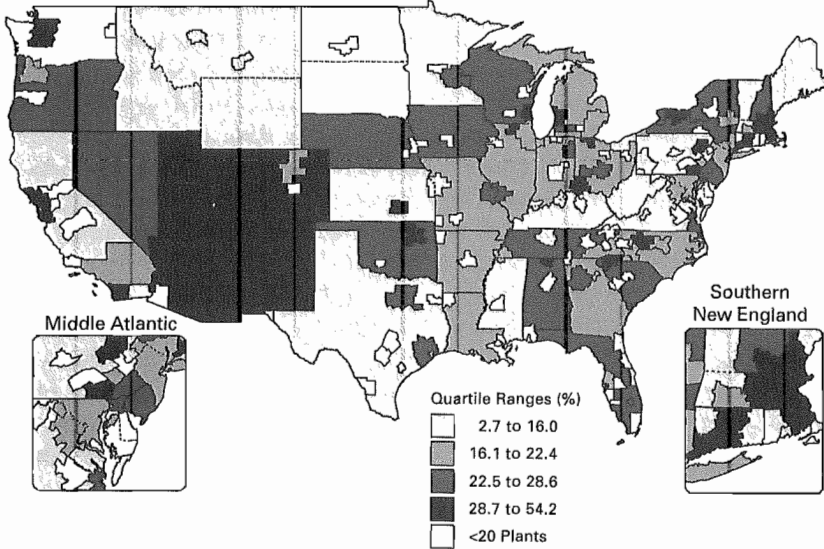 Middle Atlantic
Southern
New England
Quartile Ranges (%)
2.7 to 16.0
16.1 to 22.4
22.5 to 28.6
28.7 to 54.2
<20 Plants